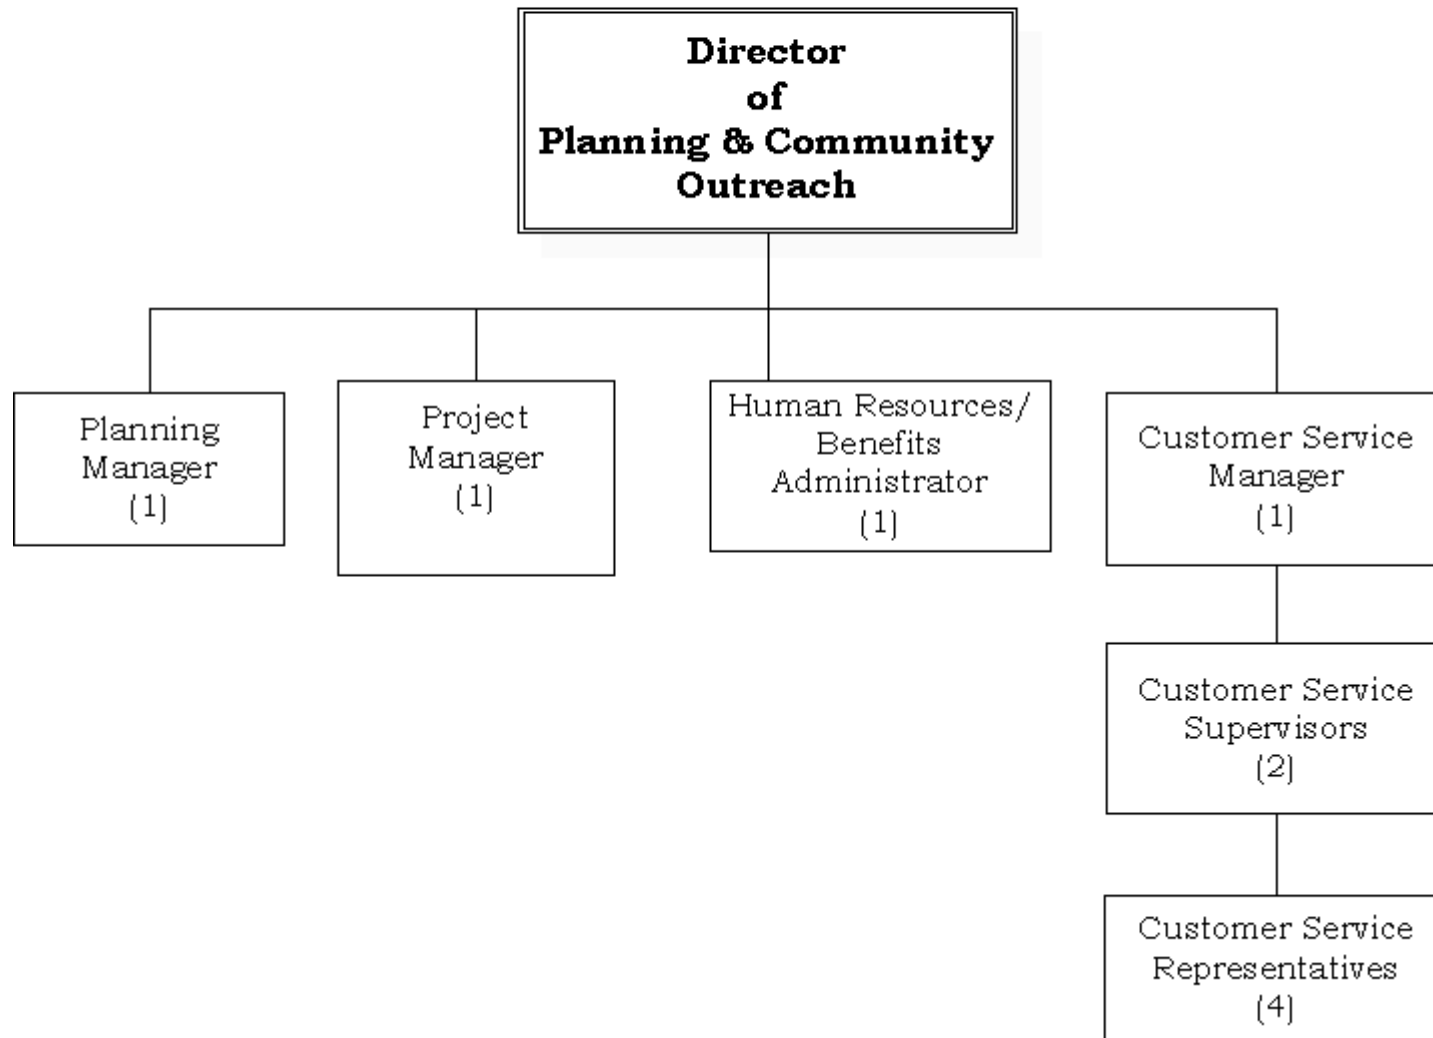 Director
of
Planning & Community
Outreach
Planning
Manager
(1)
Project
Manager
(1)
Human Resources/
Benefits
Administrator
(1)
Customer Service
Manager
(1)
Customer Service
Supervisors
(2)
Customer Service
Representatives
(4)